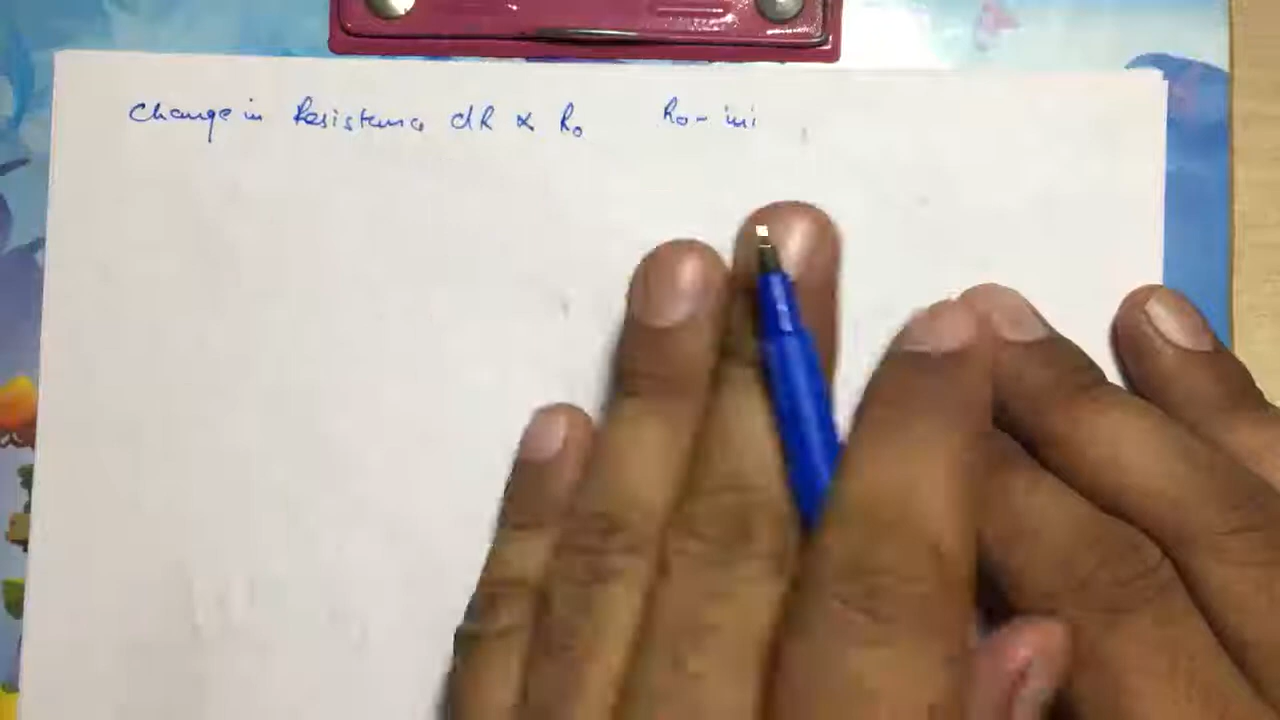 Change in Resistance dR ∝ R₀ R₀ - ini